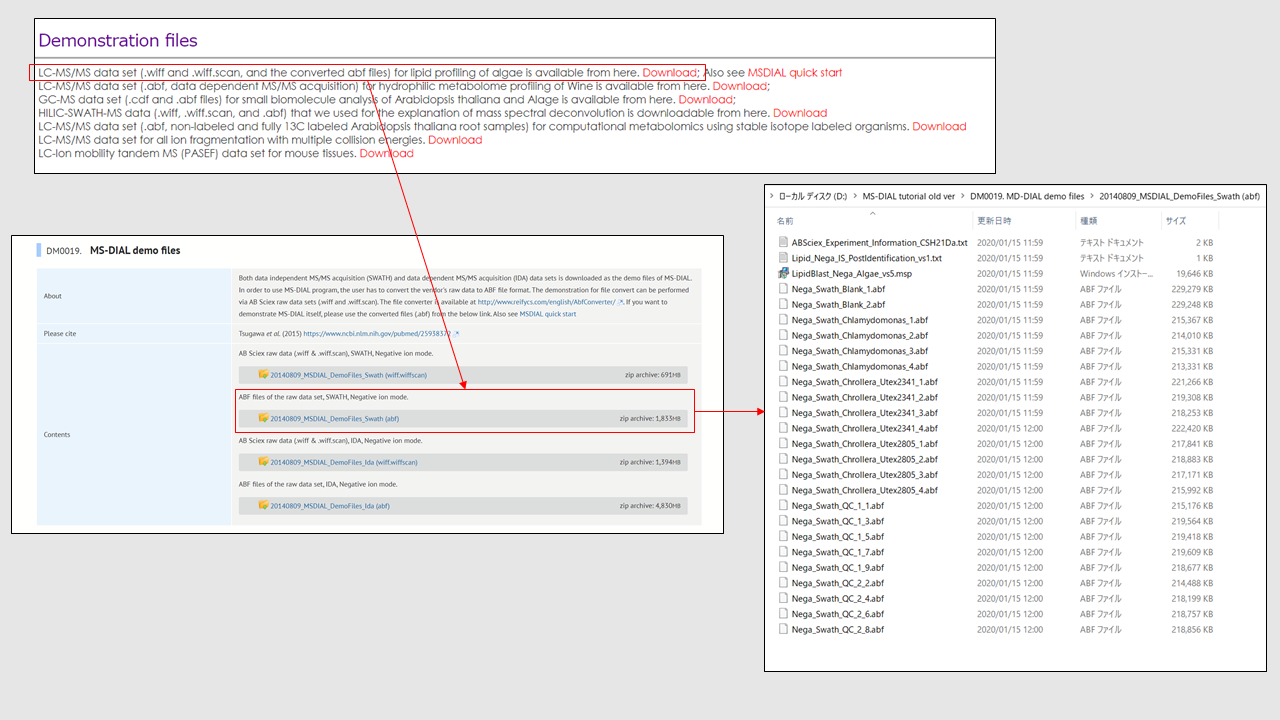 Demonstration files
LC-MS/MS data set (.wiff and .wiff.scan, and the converted abf files) for lipid profiling of algae is available from here. Download; Also see MSDIAL quick start
LC-MS/MS data set (.abf, data dependent MS/MS acquisition) for hydrophilic metabolome profiling of Wine is available from here. Download;
GC-MS data set (.cdf and .abf files) for small biomolecule analysis of Arabidopsis thaliana and Alage is available from here. Download;
HILIC-SWATH-MS data (.wiff, .wiff.scan, and .abf) that we used for the explanation of mass spectral deconvolution is downloadable from here. Download
LC-MS/MS data set (.abf, non-labeled and fully 13C labeled Arabidopsis thaliana root samples) for computational metabolomics using stable isotope labeled organisms. Download
LC-MS/MS data set for all ion fragmentation with multiple collision energies. Download
LC-Ion mobility tandem MS (PASEF) data set for mouse tissues. Download
DM0019. MS-DIAL demo files
About
Both data independent MS/MS acquisition (SWATH) and data dependent MS/MS acquisition (IDA) data sets is downloaded as the demo files of MS-DIAL.
In order to use MS-DIAL program, the user has to convert the vendor's raw data to ABF file format. The demonstration for file convert can be performed
via AB Sciex raw data sets (.wiff and .wiff.scan). The file converter is available at http://www.reifycs.com/english/AbfConverter/ . If you want to
demonstrate MS-DIAL itself, please use the converted files (.abf) from the below link. Also see MSDIAL quick start
Please cite
Tsugawa et al. (2015) https://www.ncbi.nlm.nih.gov/pubmed/25938372
Contents
AB Sciex raw data (.wiff & .wiff.scan), SWATH, Negative ion mode.
20140809_MSDIAL_DemoFiles_Swath (wiff.wiffscan) zip archive: 691MB
ABF files of the raw data set, SWATH, Negative ion mode.
20140809_MSDIAL_DemoFiles_Swath (abf) zip archive: 1,833MB
AB Sciex raw data (.wiff & .wiff.scan), IDA, Negative ion mode.
20140809_MSDIAL_DemoFiles_Ida (wiff.wiffscan) zip archive: 1,394MB
ABF files of the raw data set, IDA, Negative ion mode.
20140809_MSDIAL_DemoFiles_Ida (abf) zip archive: 4,830MB
> ローカル ディスク (D:) > MS-DIAL tutorial old ver > DM0019. MD-DIAL demo files > 20140809_MSDIAL_DemoFiles_Swath (abf)
名前 更新日時 種類 サイズ
ABSciex_Experiment_Information_CSH21Da.txt 2020/01/15 11:59 テキスト ドキュメント 2 KB
Lipid_Nega_IS_PostIdentification_vs1.txt 2020/01/15 11:59 テキスト ドキュメント 1 KB
LipidBlast_Nega_Algae_vs5.msp 2020/01/15 11:59 Windows インストー... 19,646 KB
Nega_Swath_Blank_1.abf 2020/01/15 11:59 ABF ファイル 229,279 KB
Nega_Swath_Blank_2.abf 2020/01/15 11:59 ABF ファイル 229,248 KB
Nega_Swath_Chlamydomonas_1.abf 2020/01/15 11:59 ABF ファイル 215,367 KB
Nega_Swath_Chlamydomonas_2.abf 2020/01/15 11:59 ABF ファイル 214,010 KB
Nega_Swath_Chlamydomonas_3.abf 2020/01/15 11:59 ABF ファイル 215,331 KB
Nega_Swath_Chlamydomonas_4.abf 2020/01/15 11:59 ABF ファイル 213,331 KB
Nega_Swath_Chrollera_Utex2341_1.abf 2020/01/15 11:59 ABF ファイル 221,266 KB
Nega_Swath_Chrollera_Utex2341_2.abf 2020/01/15 11:59 ABF ファイル 219,308 KB
Nega_Swath_Chrollera_Utex2341_3.abf 2020/01/15 11:59 ABF ファイル 218,253 KB
Nega_Swath_Chrollera_Utex2341_4.abf 2020/01/15 11:59 ABF ファイル 222,420 KB
Nega_Swath_Chrollera_Utex2805_1.abf 2020/01/15 12:00 ABF ファイル 217,841 KB
Nega_Swath_Chrollera_Utex2805_2.abf 2020/01/15 12:00 ABF ファイル 218,883 KB
Nega_Swath_Chrollera_Utex2805_3.abf 2020/01/15 12:00 ABF ファイル 217,171 KB
Nega_Swath_Chrollera_Utex2805_4.abf 2020/01/15 12:00 ABF ファイル 215,992 KB
Nega_Swath_QC_1_1.abf 2020/01/15 12:00 ABF ファイル 215,176 KB
Nega_Swath_QC_1_3.abf 2020/01/15 12:00 ABF ファイル 219,564 KB
Nega_Swath_QC_1_5.abf 2020/01/15 12:00 ABF ファイル 219,418 KB
Nega_Swath_QC_1_7.abf 2020/01/15 12:00 ABF ファイル 219,609 KB
Nega_Swath_QC_1_9.abf 2020/01/15 12:00 ABF ファイル 218,677 KB
Nega_Swath_QC_2_2.abf 2020/01/15 12:00 ABF ファイル 214,488 KB
Nega_Swath_QC_2_4.abf 2020/01/15 12:00 ABF ファイル 218,199 KB
Nega_Swath_QC_2_6.abf 2020/01/15 12:00 ABF ファイル 218,757 KB
Nega_Swath_QC_2_8.abf 2020/01/15 12:00 ABF ファイル 218,856 KB